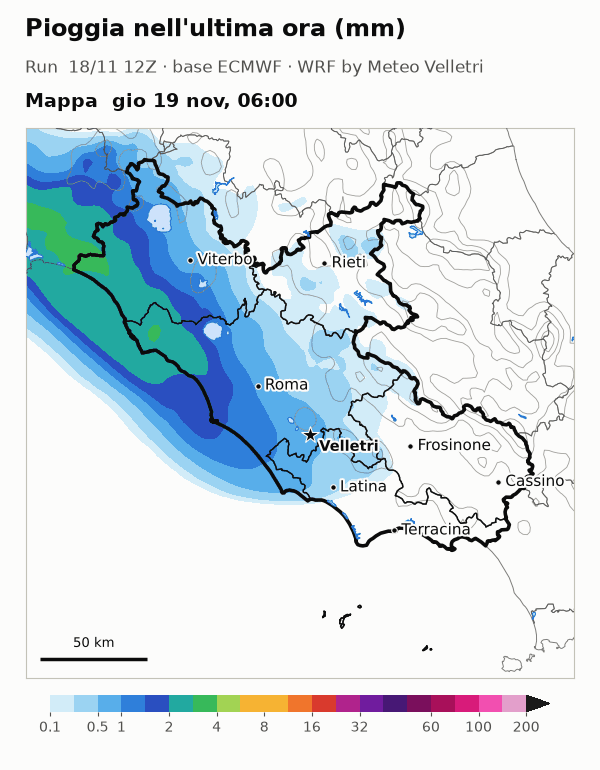 Pioggia nell'ultima ora (mm)
Run  18/11 12Z · base ECMWF · WRF by Meteo Velletri
Mappa  gio 19 nov, 06:00
Viterbo
Rieti
Roma
Velletri
Frosinone
Latina
Cassino
Terracina
50 km
0.1 0.5 1 2 4 8 16 32 60 100 200